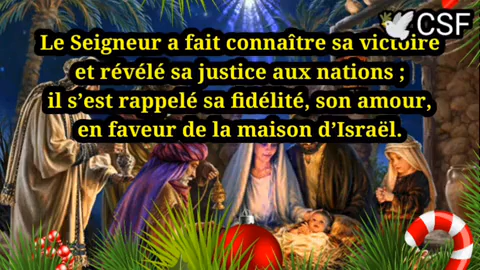 CSF
Le Seigneur a fait connaître sa victoire
et révélé sa justice aux nations ;
il s’est rappelé sa fidélité, son amour,
en faveur de la maison d’Israël.